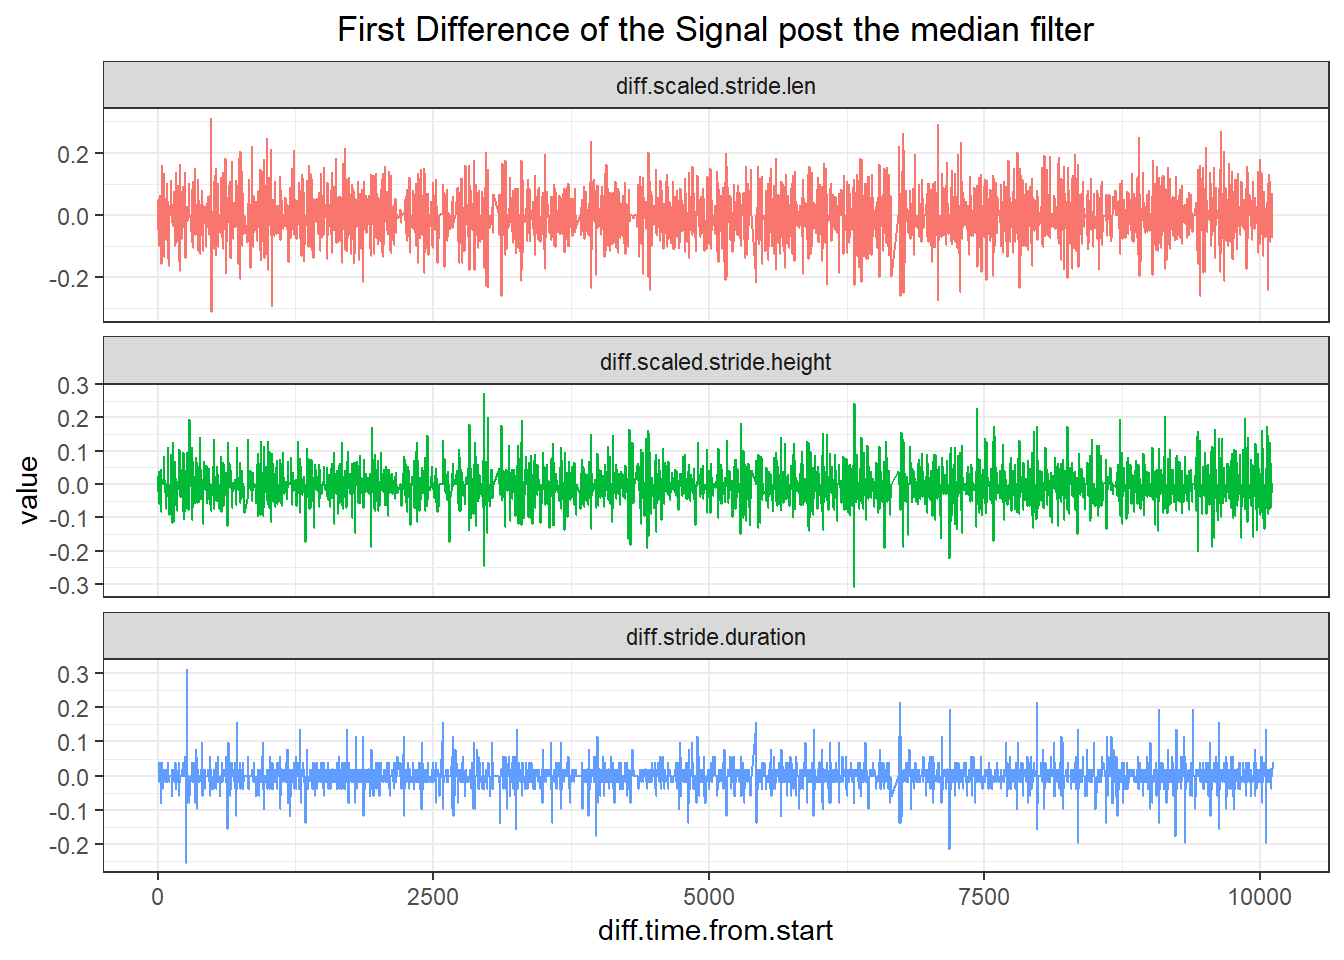 First Difference of the Signal post the median filter
diff.scaled.stride.len
0.2
0.0
-0.2
diff.scaled.stride.height
0.3
0.2
0.1
0.0
-0.1
-0.2
-0.3
value
diff.stride.duration
0.3
0.2
0.1
0.0
-0.1
-0.2
0 2500 5000 7500 10000
diff.time.from.start